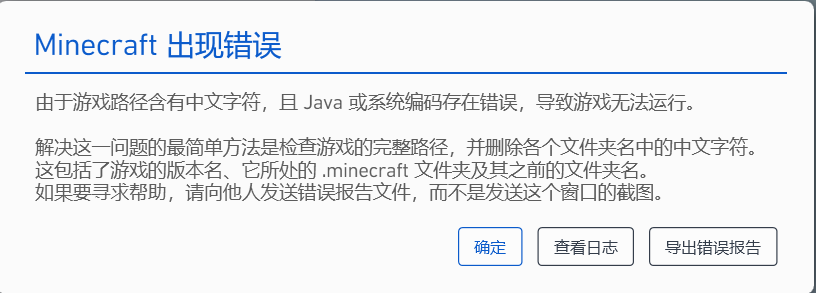 Minecraft 出现错误
由于游戏路径含有中文字符，且 Java 或系统编码存在错误，导致游戏无法运行。
解决这一问题的最简单方法是检查游戏的完整路径，并删除各个文件夹名中的中文字符。
这包括了游戏的版本名、它所处的 .minecraft 文件夹及其之前的文件夹名。
如果要寻求帮助，请向他人发送错误报告文件，而不是发送这个窗口的截图。
确定 查看日志 导出错误报告